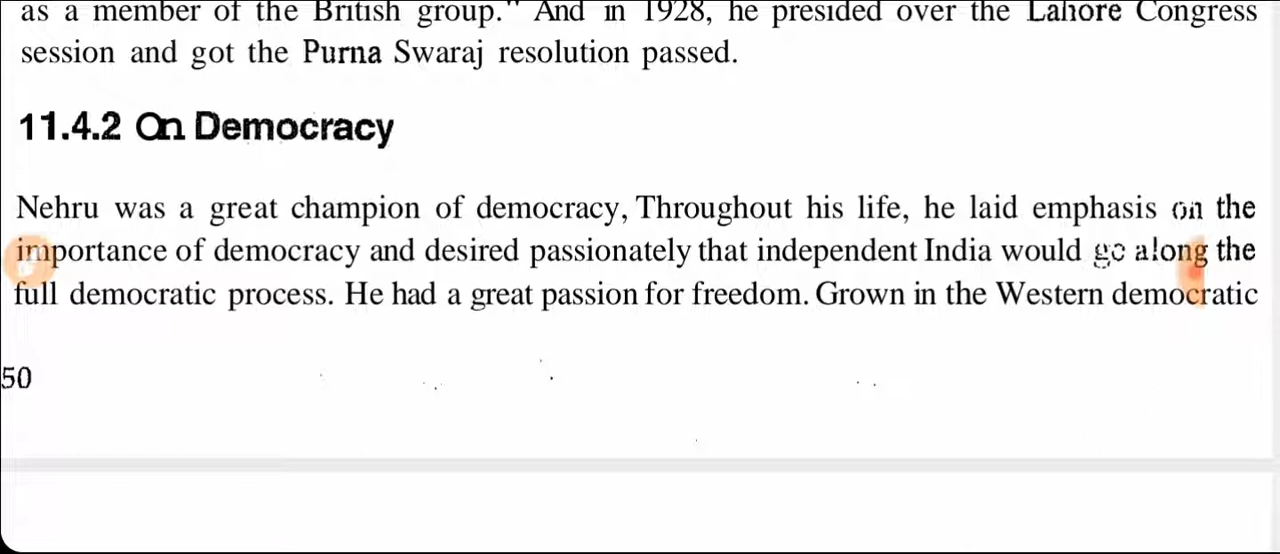 as a member of the British group." And in 1928, he presided over the Lahore Congress
session and got the Purna Swaraj resolution passed.
11.4.2 On Democracy
Nehru was a great champion of democracy, Throughout his life, he laid emphasis on the
importance of democracy and desired passionately that independent India would go along the
full democratic process. He had a great passion for freedom. Grown in the Western democratic
50